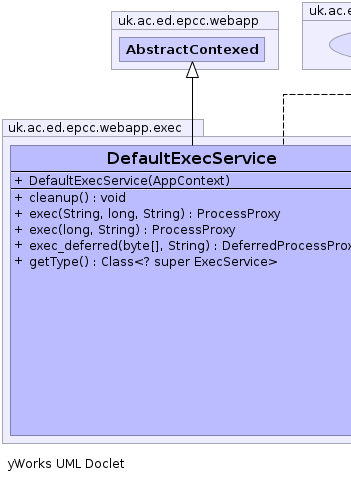 uk.ac.ed.epcc.webapp
uk.ac.e
AbstractContexed
uk.ac.ed.epcc.webapp.exec
DefaultExecService
+ DefaultExecService(AppContext)
+ cleanup() : void
+ exec(String, long, String) : ProcessProxy
+ exec(long, String) : ProcessProxy
+ exec_deferred(byte[], String) : DeferredProcessProx
+ getType() : Class<? super ExecService>
yWorks UML Doclet